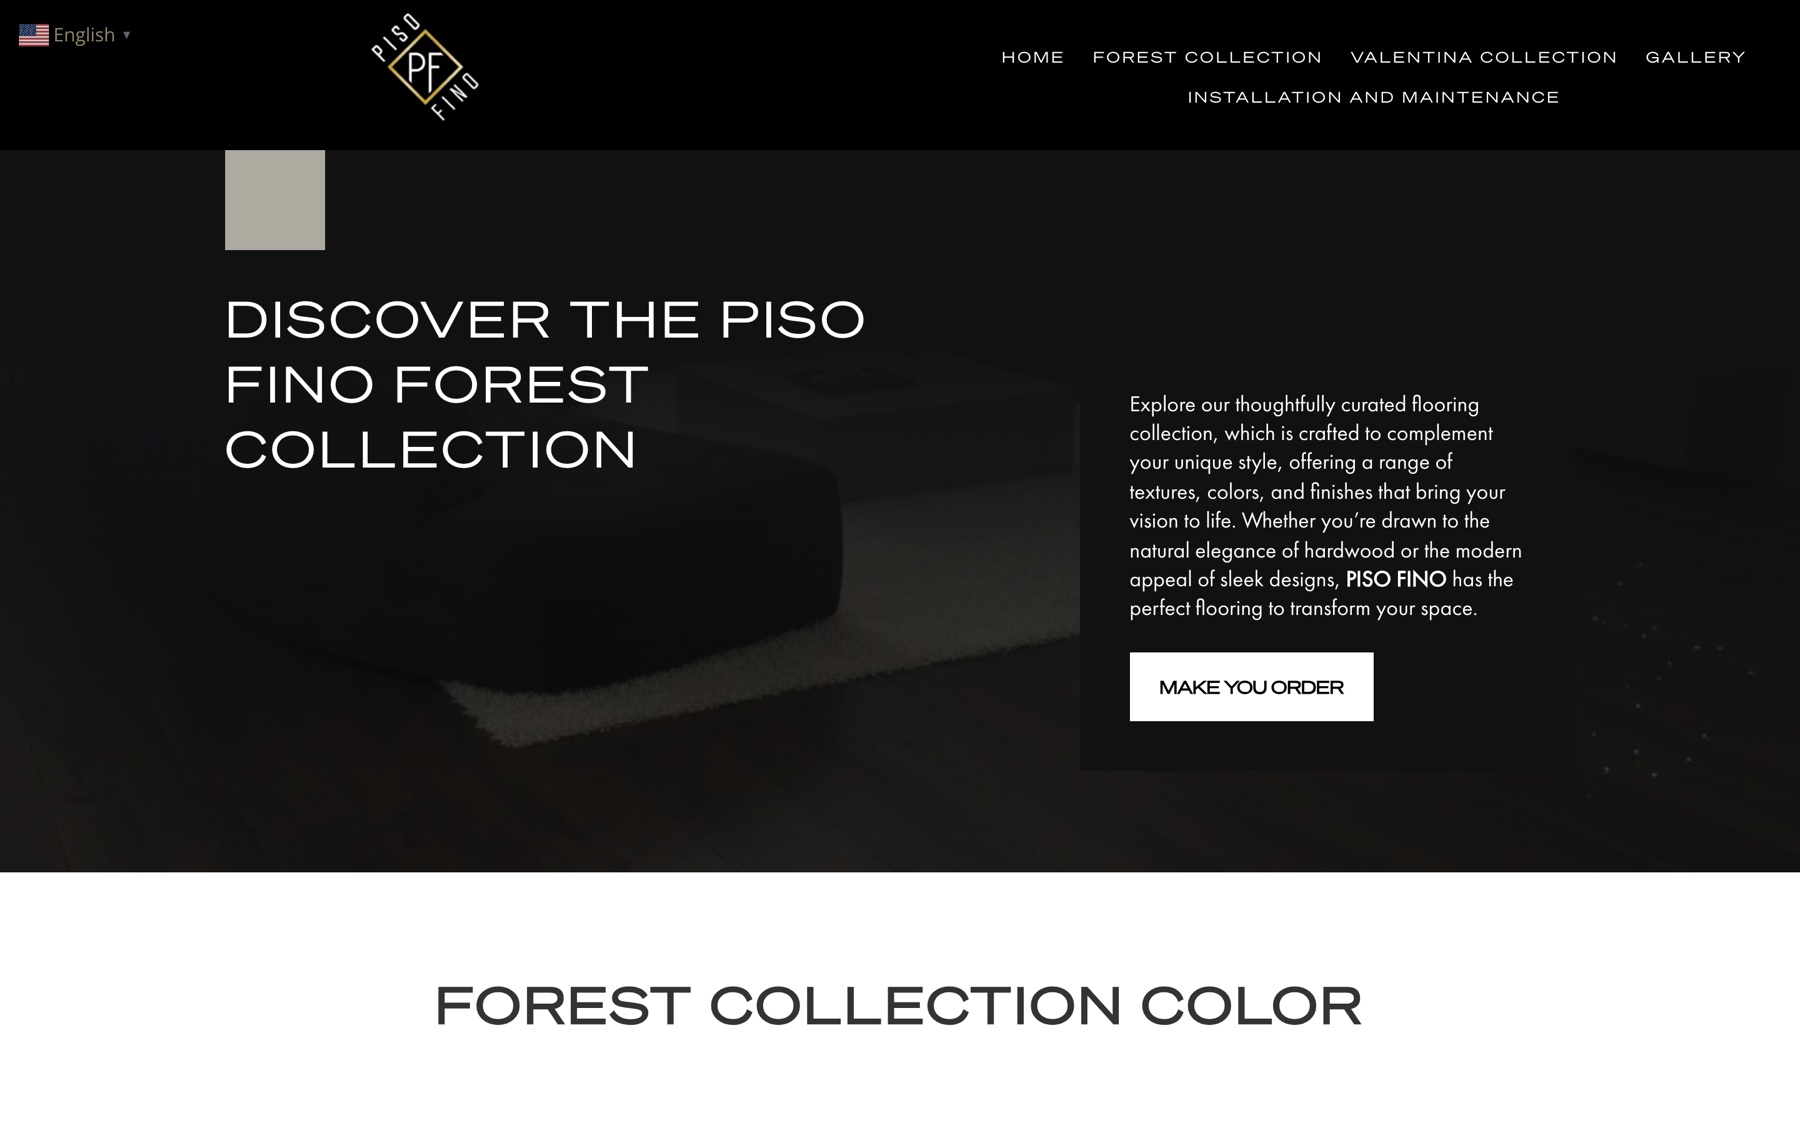 English ▼
PISO
PF
FINO
HOME FOREST COLLECTION VALENTINA COLLECTION GALLERY
INSTALLATION AND MAINTENANCE
DISCOVER THE PISO
FINO FOREST
COLLECTION
Explore our thoughtfully curated flooring
collection, which is crafted to complement
your unique style, offering a range of
textures, colors, and finishes that bring your
vision to life. Whether you’re drawn to the
natural elegance of hardwood or the modern
appeal of sleek designs, PISO FINO has the
perfect flooring to transform your space.
MAKE YOU ORDER
FOREST COLLECTION COLOR